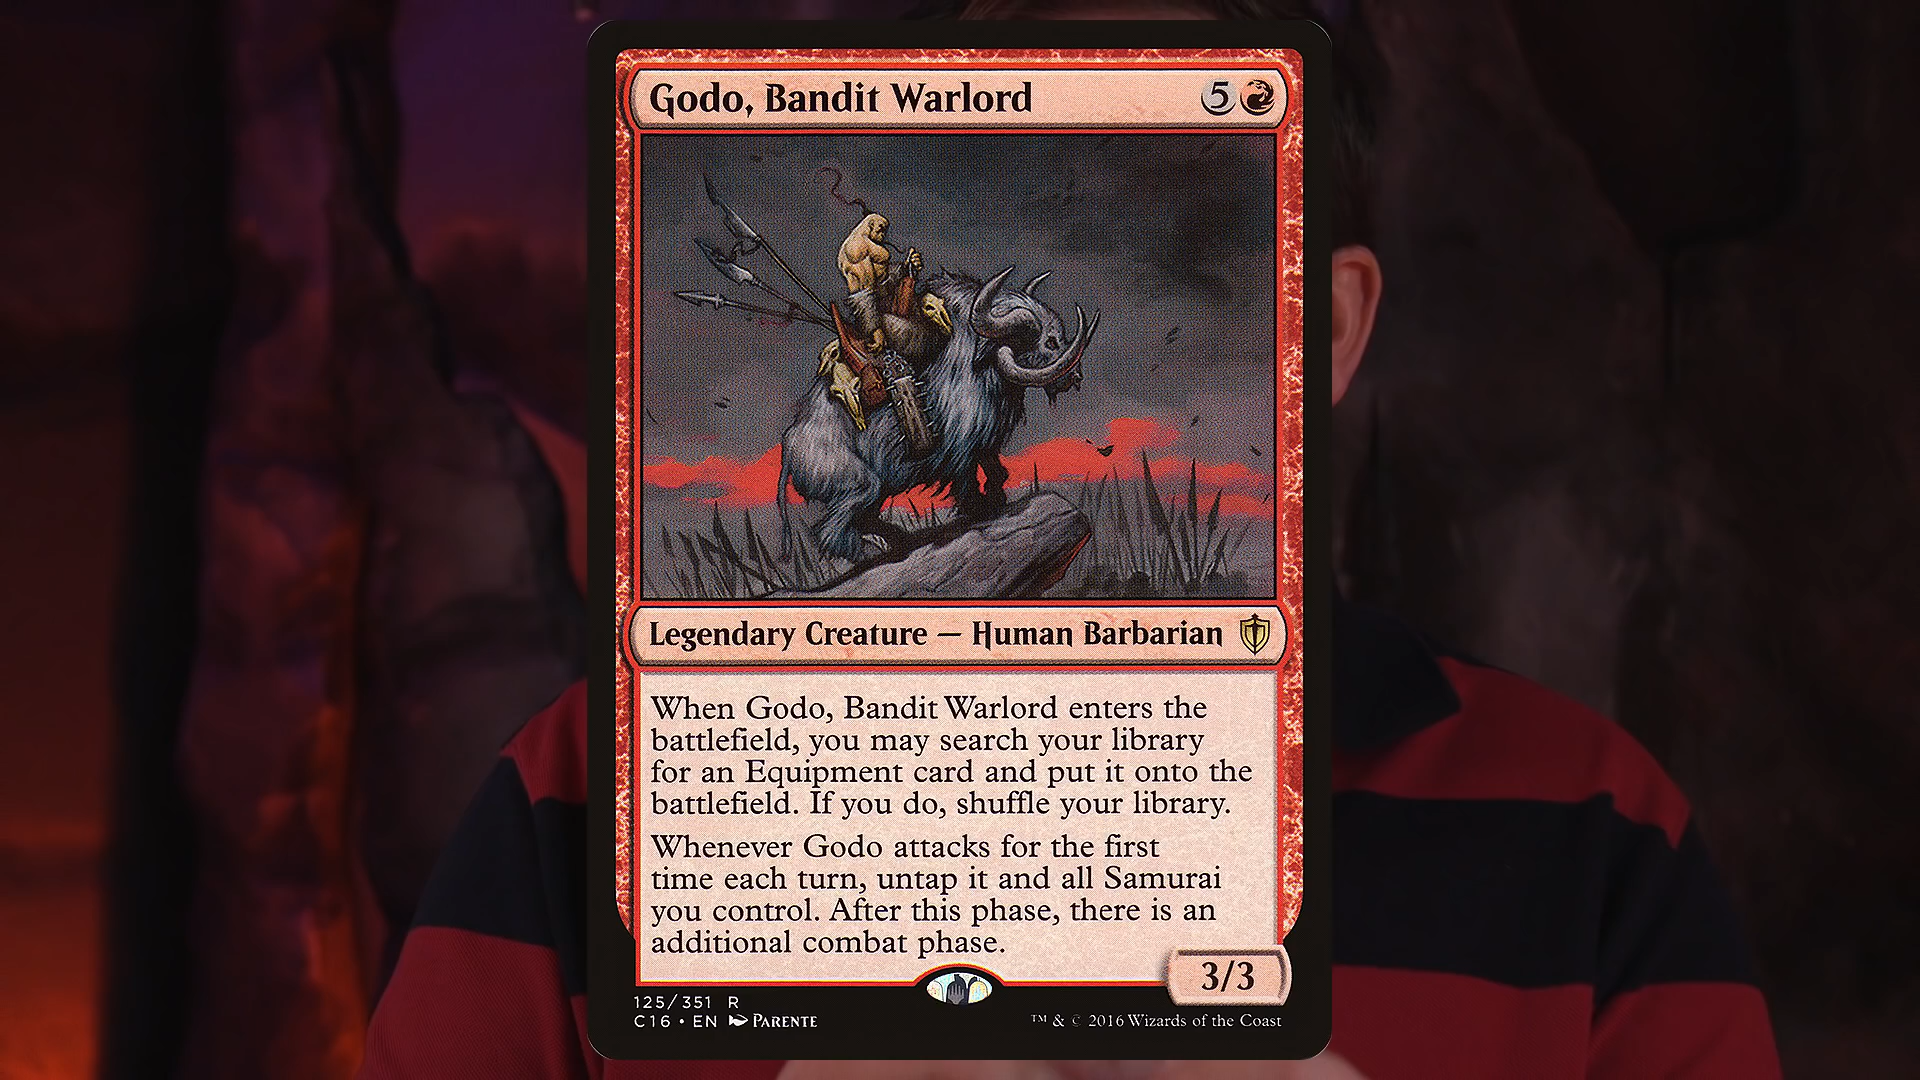 Godo, Bandit Warlord 5
Legendary Creature — Human Barbarian
When Godo, Bandit Warlord enters the
battlefield, you may search your library
for an Equipment card and put it onto the
battlefield. If you do, shuffle your library.
Whenever Godo attacks for the first
time each turn, untap it and all Samurai
you control. After this phase, there is an
additional combat phase.
3/3
125/351 R
C16 • EN PARENTE
™ & © 2016 Wizards of the Coast